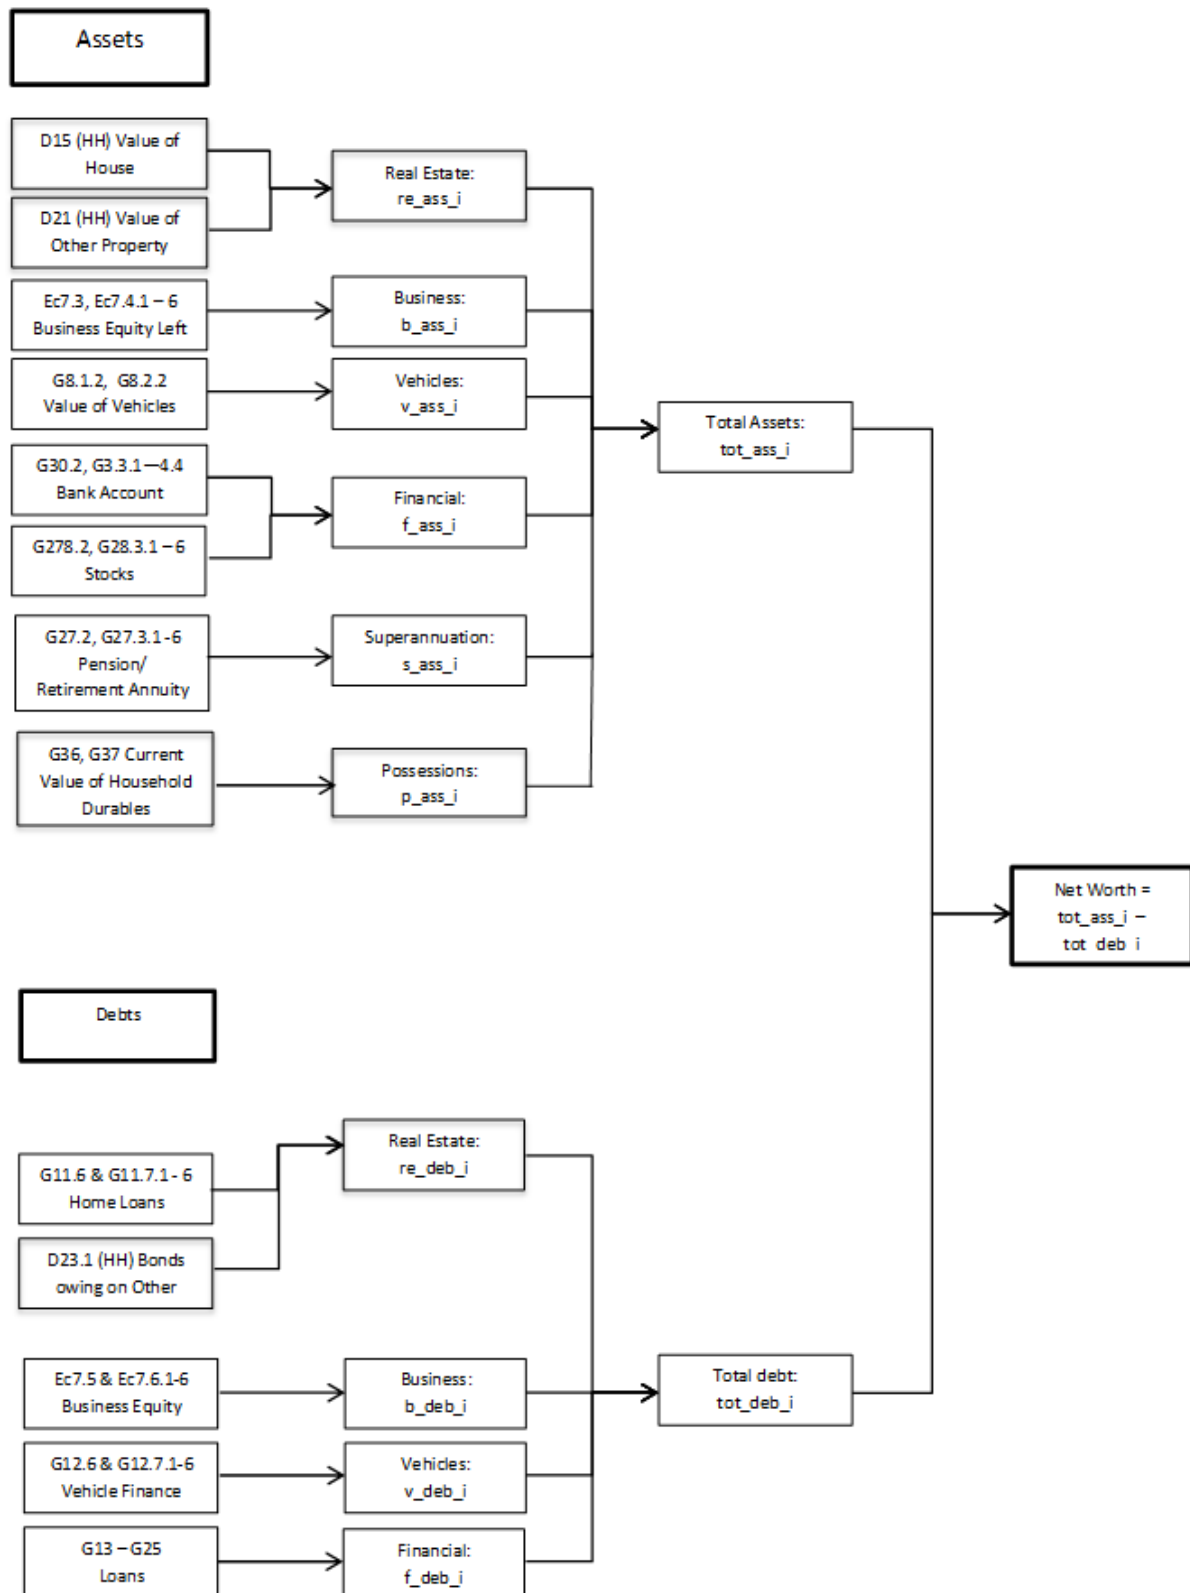 Assets
D15 (HH) Value of
House
Real Estate:
re_ass_i
D21 (HH) Value of
Other Property
Ec7.3, Ec7.4.1 – 6
Business Equity Left
Business:
b_ass_i
G8.1.2, G8.2.2
Value of Vehicles
Vehicles:
v_ass_i
Total Assets:
tot_ass_i
G30.2, G3.3.1—4.4
Bank Account
Financial:
f_ass_i
G278.2, G28.3.1 – 6
Stocks
G27.2, G27.3.1 -6
Pension/
Retirement Annuity
Superannuation:
s_ass_i
G36, G37 Current
Value of Household
Durables
Possessions:
p_ass_i
Net Worth =
tot_ass_i –
tot_deb_i
Debts
Real Estate:
re_deb_i
G11.6 & G11.7.1 - 6
Home Loans
D23.1 (HH) Bonds
owing on Other
Ec7.5 & Ec7.6.1-6
Business Equity
Business:
b_deb_i
Total debt:
tot_deb_i
G12.6 & G12.7.1-6
Vehicle Finance
Vehicles:
v_deb_i
G13 – G25
Loans
Financial:
f_deb_i